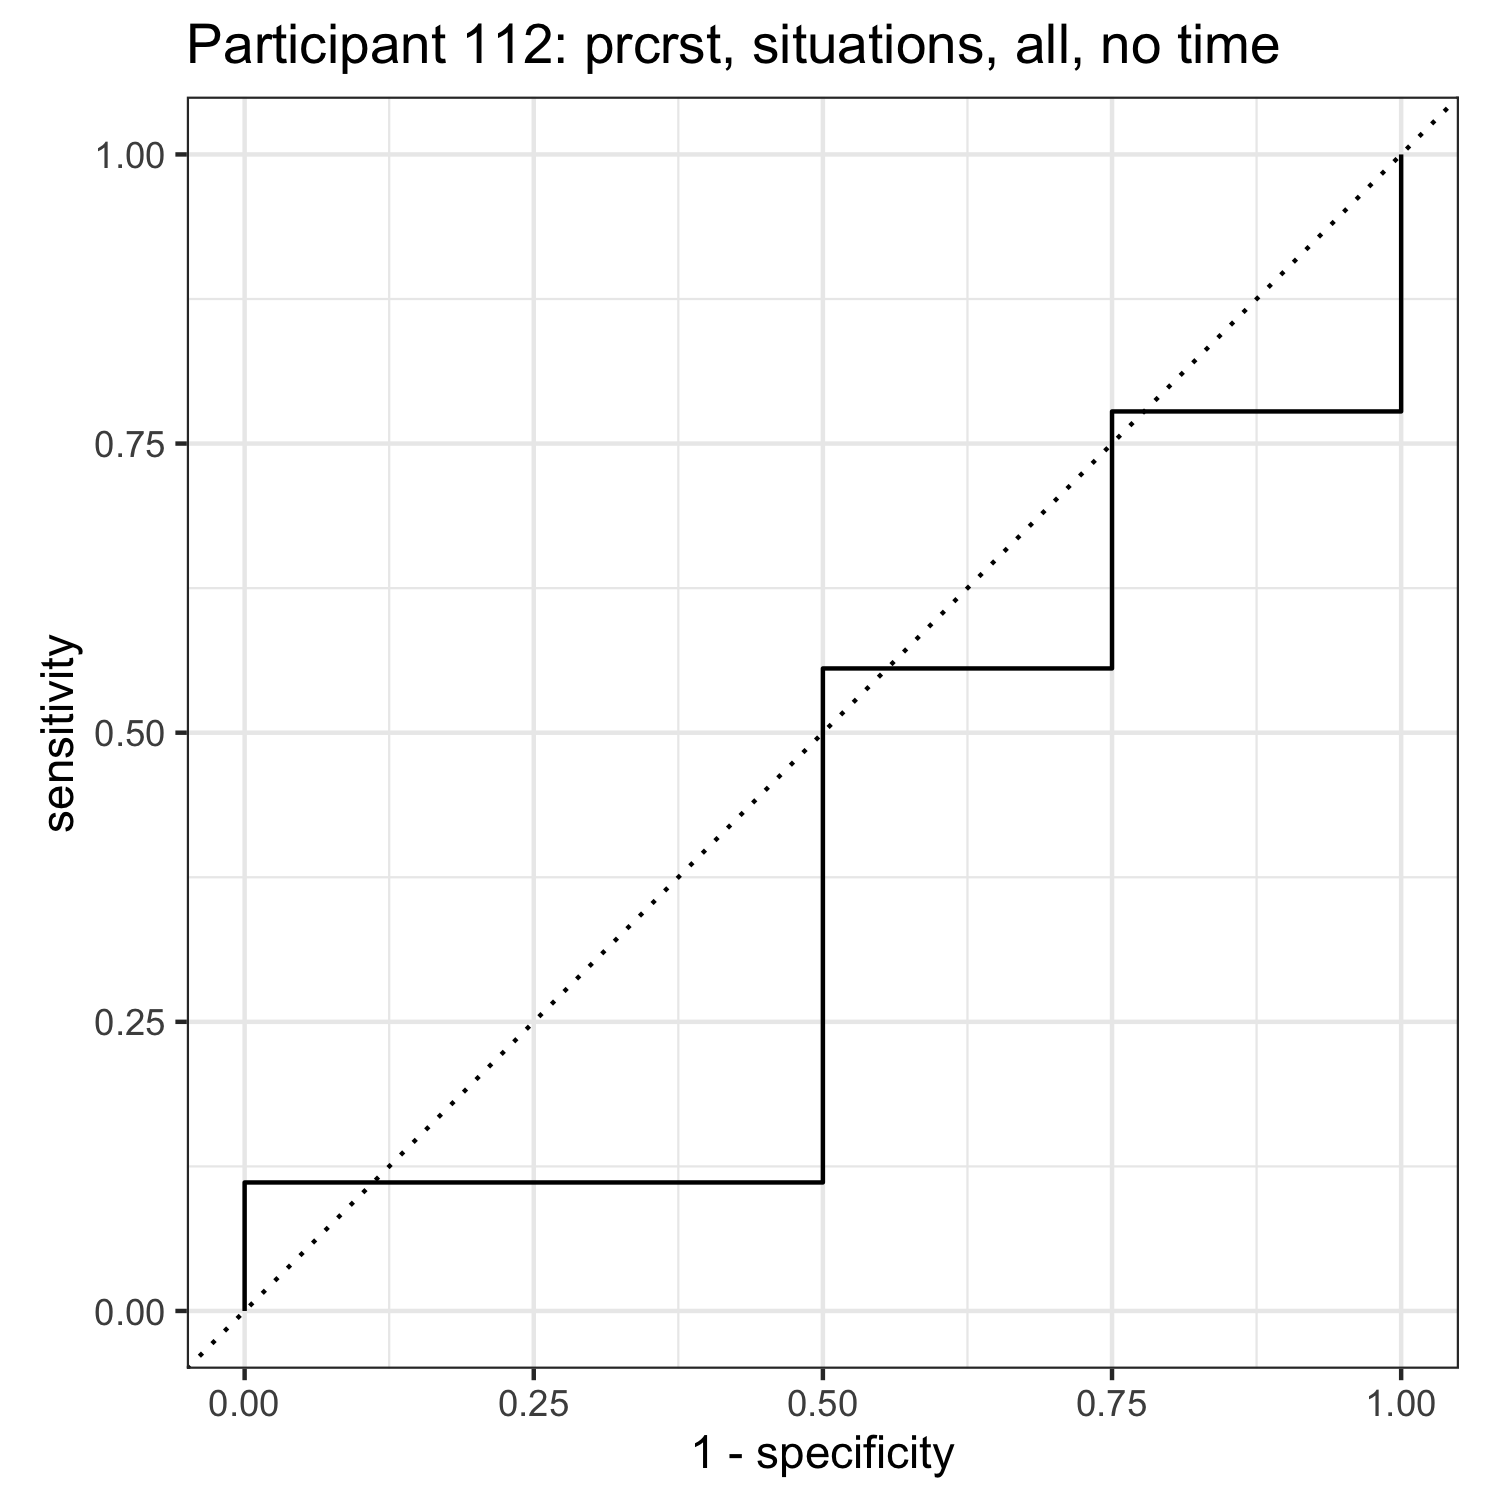 Participant 112: prcrst, situations, all, no time
1.00
0.75
0.50
0.25
0.00
sensitivity
0.00 0.25 0.50 0.75 1.00
1 - specificity